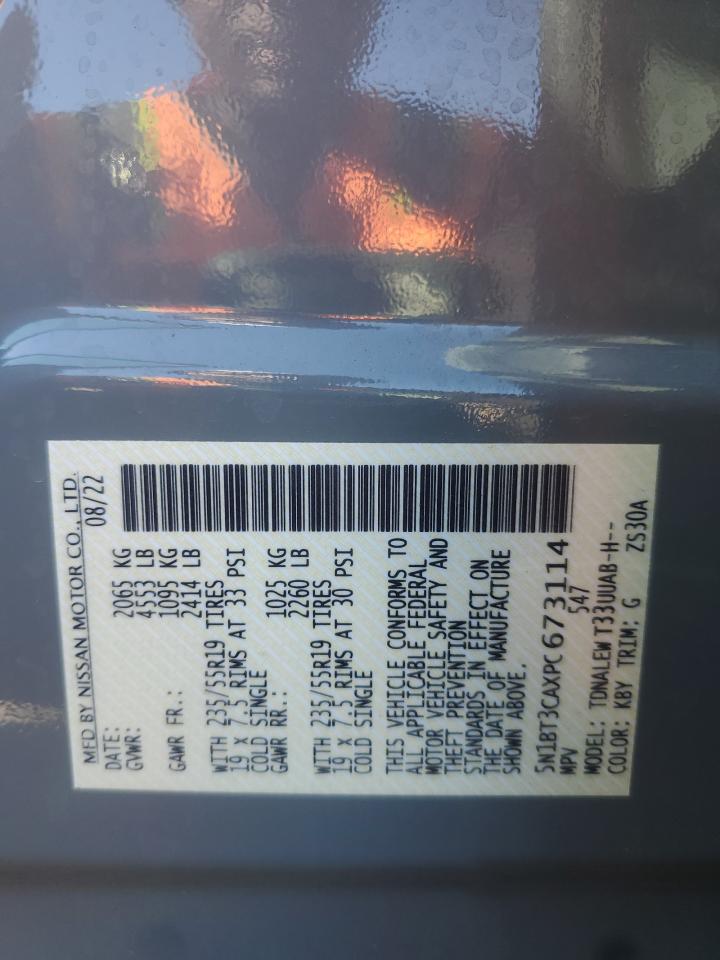 MFD BY NISSAN MOTOR CO., LTD.
DATE: 08/22
GVWR: 2065 KG
4553 LB
GAWR FR.: 1095 KG
2414 LB
WITH 235/55R19 TIRES
19 x 7.5 RIMS AT 33 PSI
COLD SINGLE
GAWR RR.: 1025 KG
2260 LB
WITH 235/55R19 TIRES
19 x 7.5 RIMS AT 30 PSI
COLD SINGLE
THIS VEHICLE CONFORMS TO
ALL APPLICABLE FEDERAL
MOTOR VEHICLE SAFETY AND
THEFT PREVENTION
STANDARDS IN EFFECT ON
THE DATE OF MANUFACTURE
SHOWN ABOVE.
5N1BT3CAXPC673114
MPV 547
MODEL: TDNALEW T33UUAB-H--
COLOR: KBY TRIM: G ZS30A